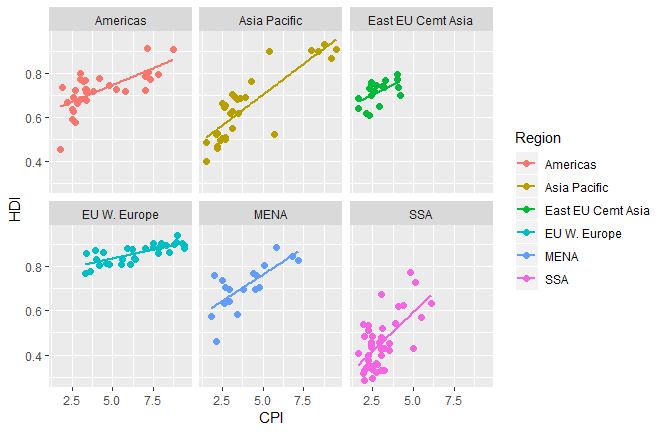 Americas
Asia Pacific
East EU Cemt Asia
0.8
0.6
0.4
HDI
EU W. Europe
MENA
SSA
0.8
0.6
0.4
2.5 5.0 7.5
2.5 5.0 7.5
2.5 5.0 7.5
CPI
Region
Americas
Asia Pacific
East EU Cemt Asia
EU W. Europe
MENA
SSA